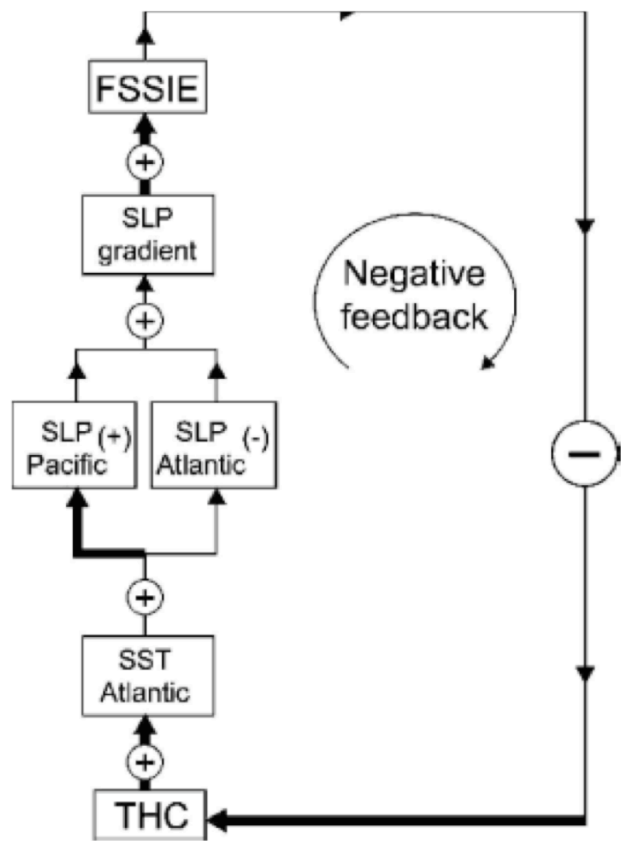 FSSIE
+
SLP
gradient
+
Negative
feedback
SLP (+)
Pacific
SLP (-)
Atlantic
−
+
SST
Atlantic
+
THC